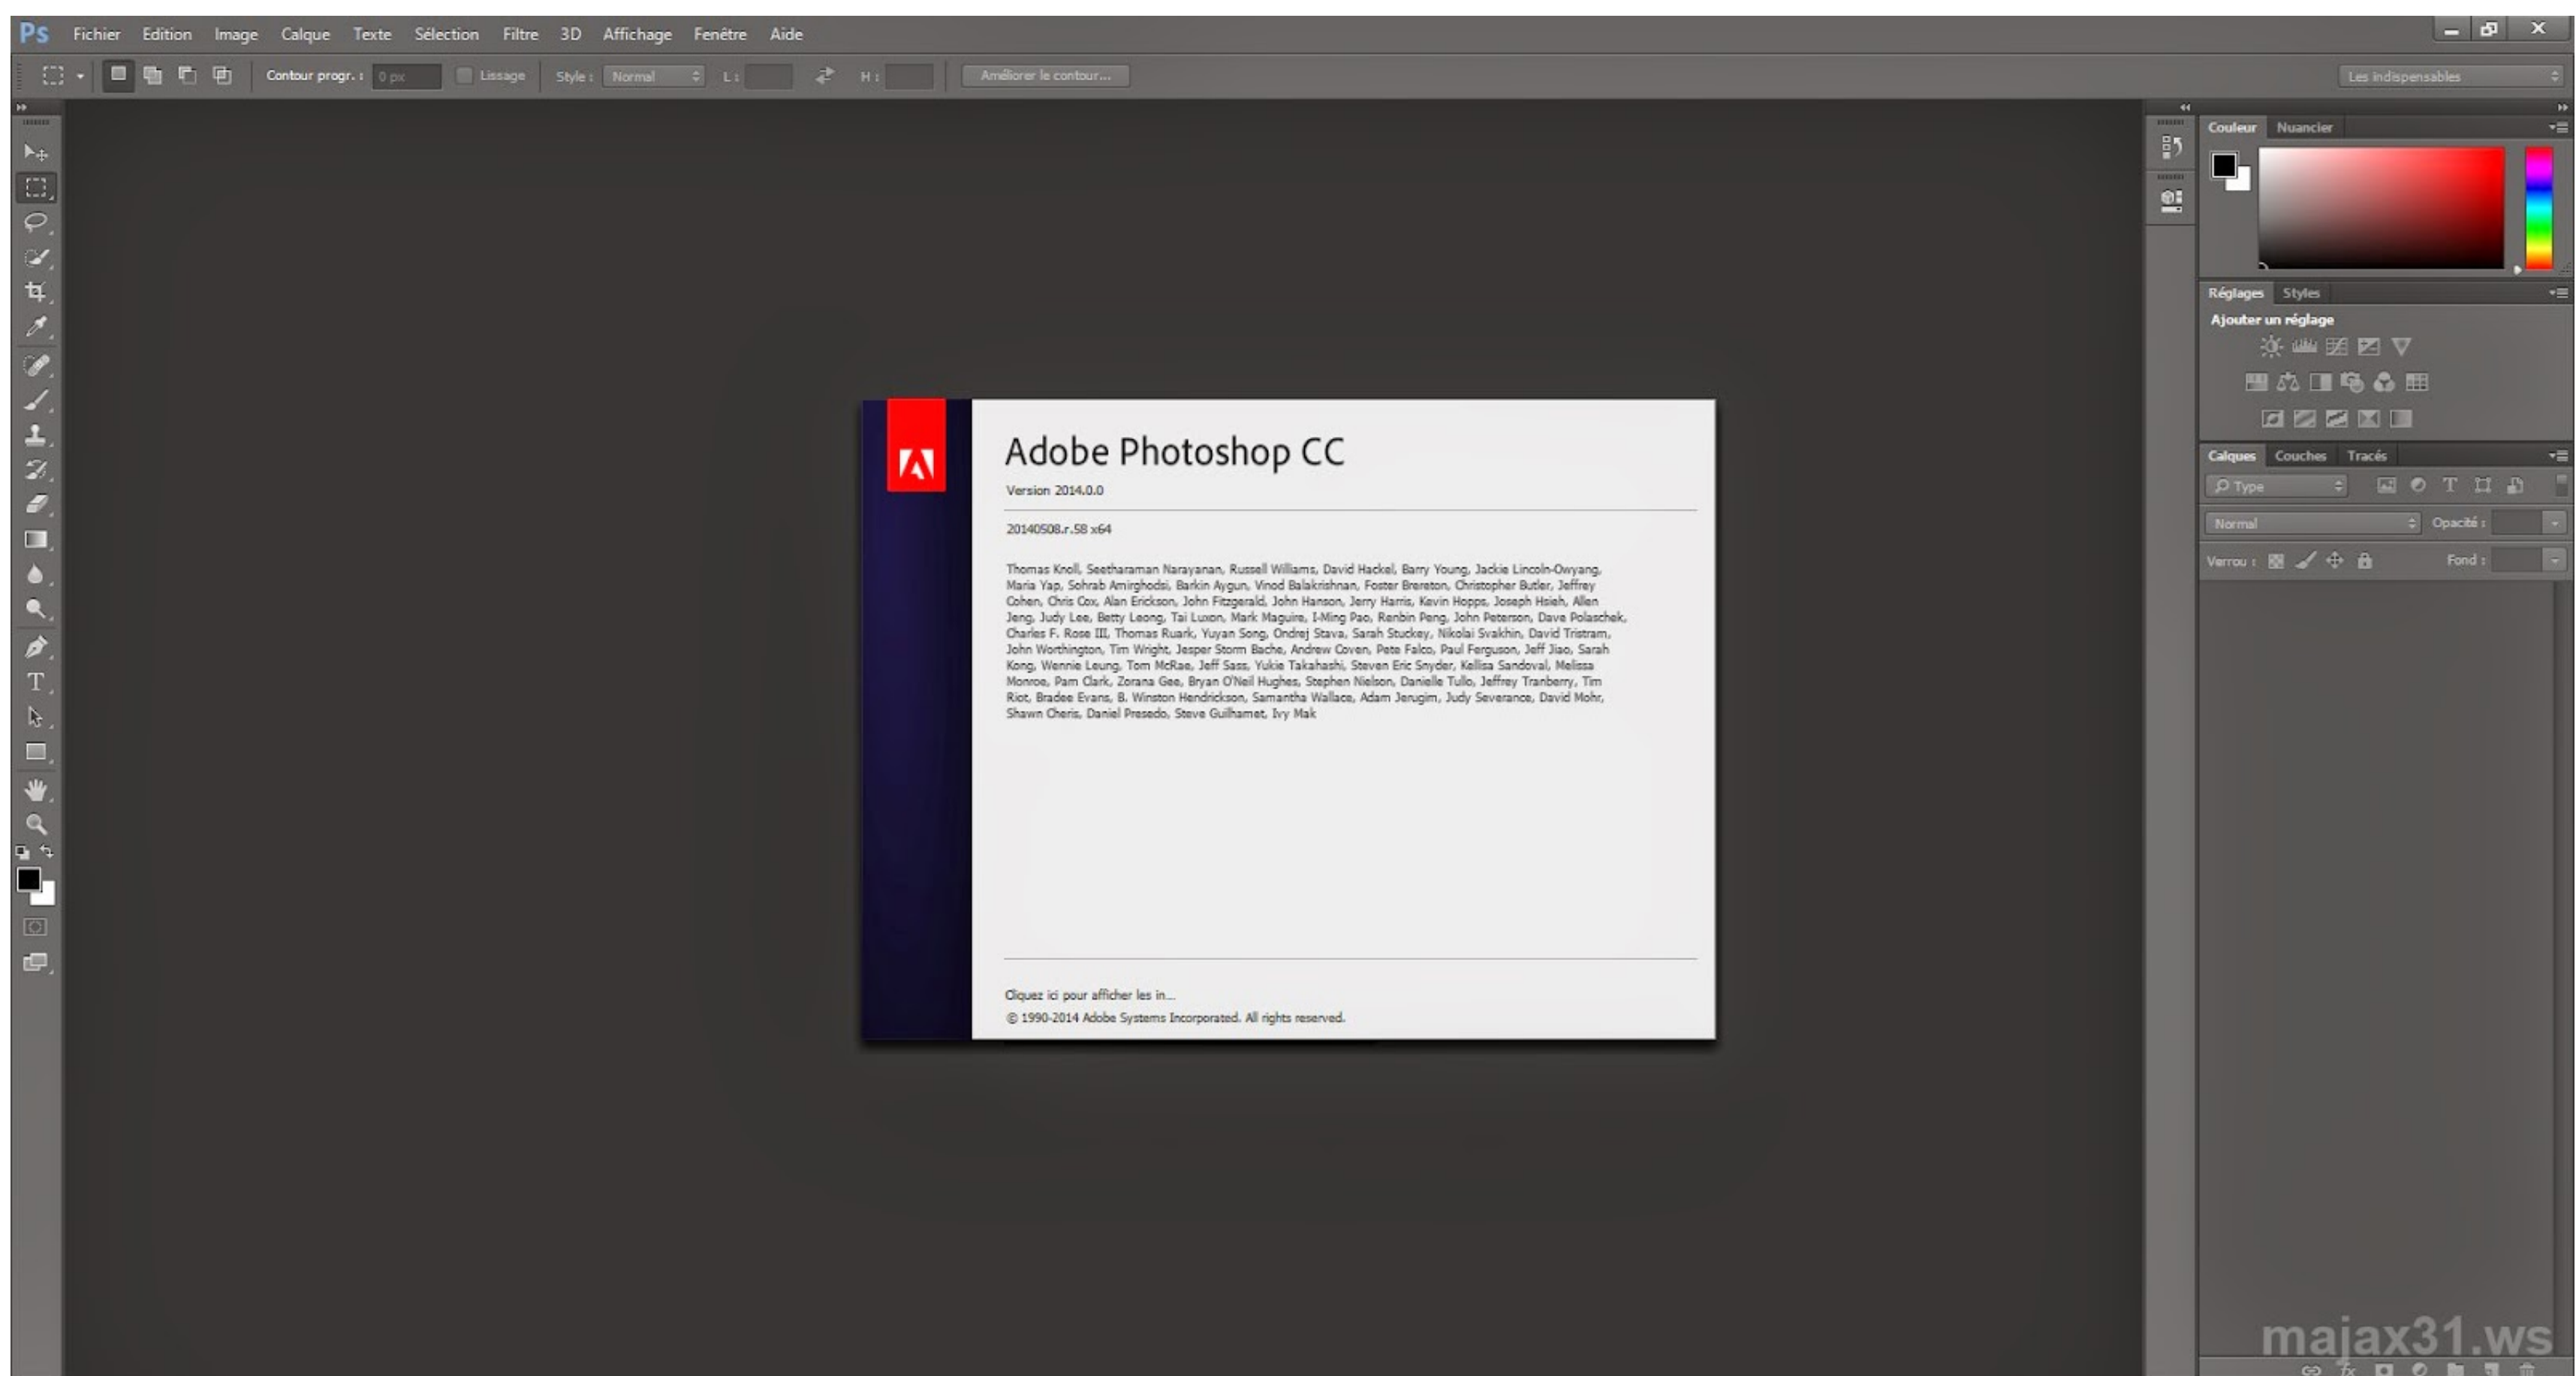 Ps Fichier Edition Image Calque Texte Sélection Filtre 3D Affichage Fenêtre Aide
Contour progr. : 0 px Lissage Style : Normal L : H : Améliorer le contour... Les indispensables
Couleur Nuancier
Réglages Styles
Ajouter un réglage
Calques Couches Tracés
Type
Normal Opacité :
Verrou : Fond :
Adobe Photoshop CC
Version 2014.0.0
20140508.r.58 x64
Thomas Knoll, Seetharaman Narayanan, Russell Williams, David Hackel, Barry Young, Jackie Lincoln-Owyang,
Maria Yap, Sohrab Amirghodsi, Barkin Aygun, Vinod Balakrishnan, Foster Brereton, Christopher Butler, Jeffrey
Cohen, Chris Cox, Alan Erickson, John Fitzgerald, John Hanson, Jerry Harris, Kevin Hopps, Joseph Hsieh, Allen
Jeng, Judy Lee, Betty Leong, Tai Luxon, Mark Maguire, I-Ming Pao, Renbin Peng, John Peterson, Dave Polaschek,
Charles F. Rose III, Thomas Ruark, Yuyan Song, Ondrej Stava, Sarah Stuckey, Nikolai Svakhin, David Tristram,
John Worthington, Tim Wright, Jesper Storm Bache, Andrew Coven, Pete Falco, Paul Ferguson, Jeff Jiao, Sarah
Kong, Wennie Leung, Tom McRae, Jeff Sass, Yukie Takahashi, Steven Eric Snyder, Kellisa Sandoval, Melissa
Monroe, Pam Clark, Zorana Gee, Bryan O'Neil Hughes, Stephen Nielson, Danielle Tullo, Jeffrey Tranberry, Tim
Riot, Bradee Evans, B. Winston Hendrickson, Samantha Wallace, Adam Jerugim, Judy Severance, David Mohr,
Shawn Cheris, Daniel Presedo, Steve Guilhamet, Ivy Mak
Cliquez ici pour afficher les in...
© 1990-2014 Adobe Systems Incorporated. All rights reserved.
majax31.ws